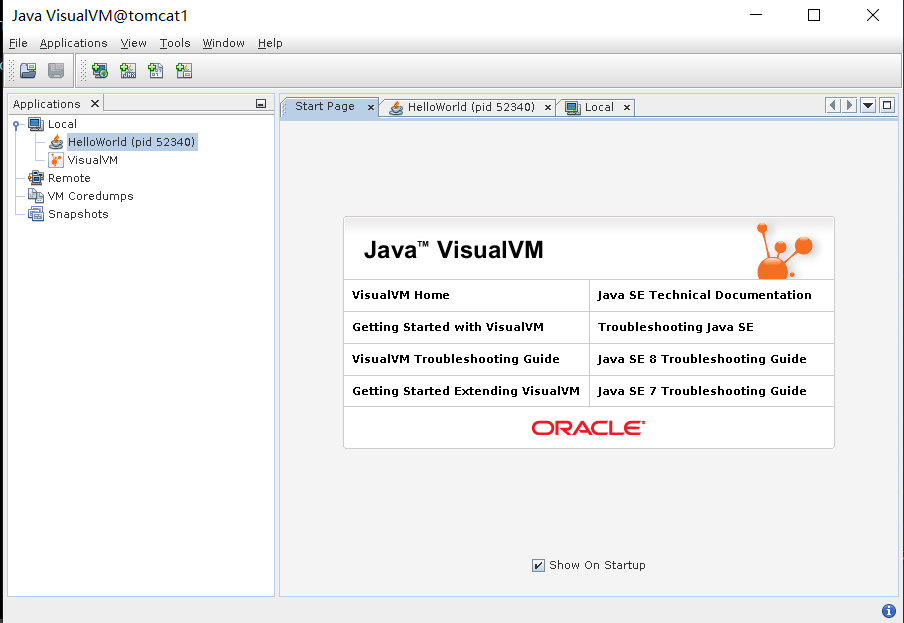 Java VisualVM@tomcat1
File Applications View Tools Window Help
Applications
Local
HelloWorld (pid 52340)
VisualVM
Remote
VM Coredumps
Snapshots
Start Page HelloWorld (pid 52340) Local
Java™ VisualVM
VisualVM Home
Java SE Technical Documentation
Getting Started with VisualVM
Troubleshooting Java SE
VisualVM Troubleshooting Guide
Java SE 8 Troubleshooting Guide
Getting Started Extending VisualVM
Java SE 7 Troubleshooting Guide
ORACLE
Show On Startup